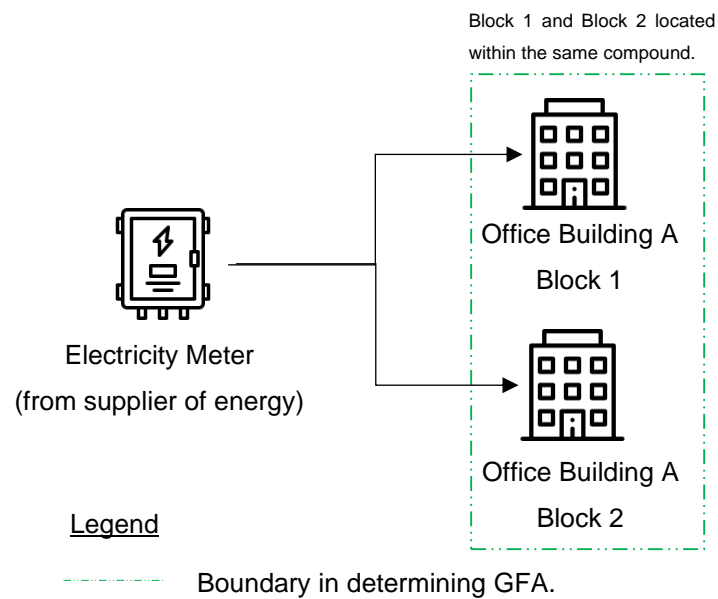 Block 1 and Block 2 located
within the same compound.
Office Building A
Block 1
Electricity Meter
(from supplier of energy)
Office Building A
Block 2
Legend
Boundary in determining GFA.